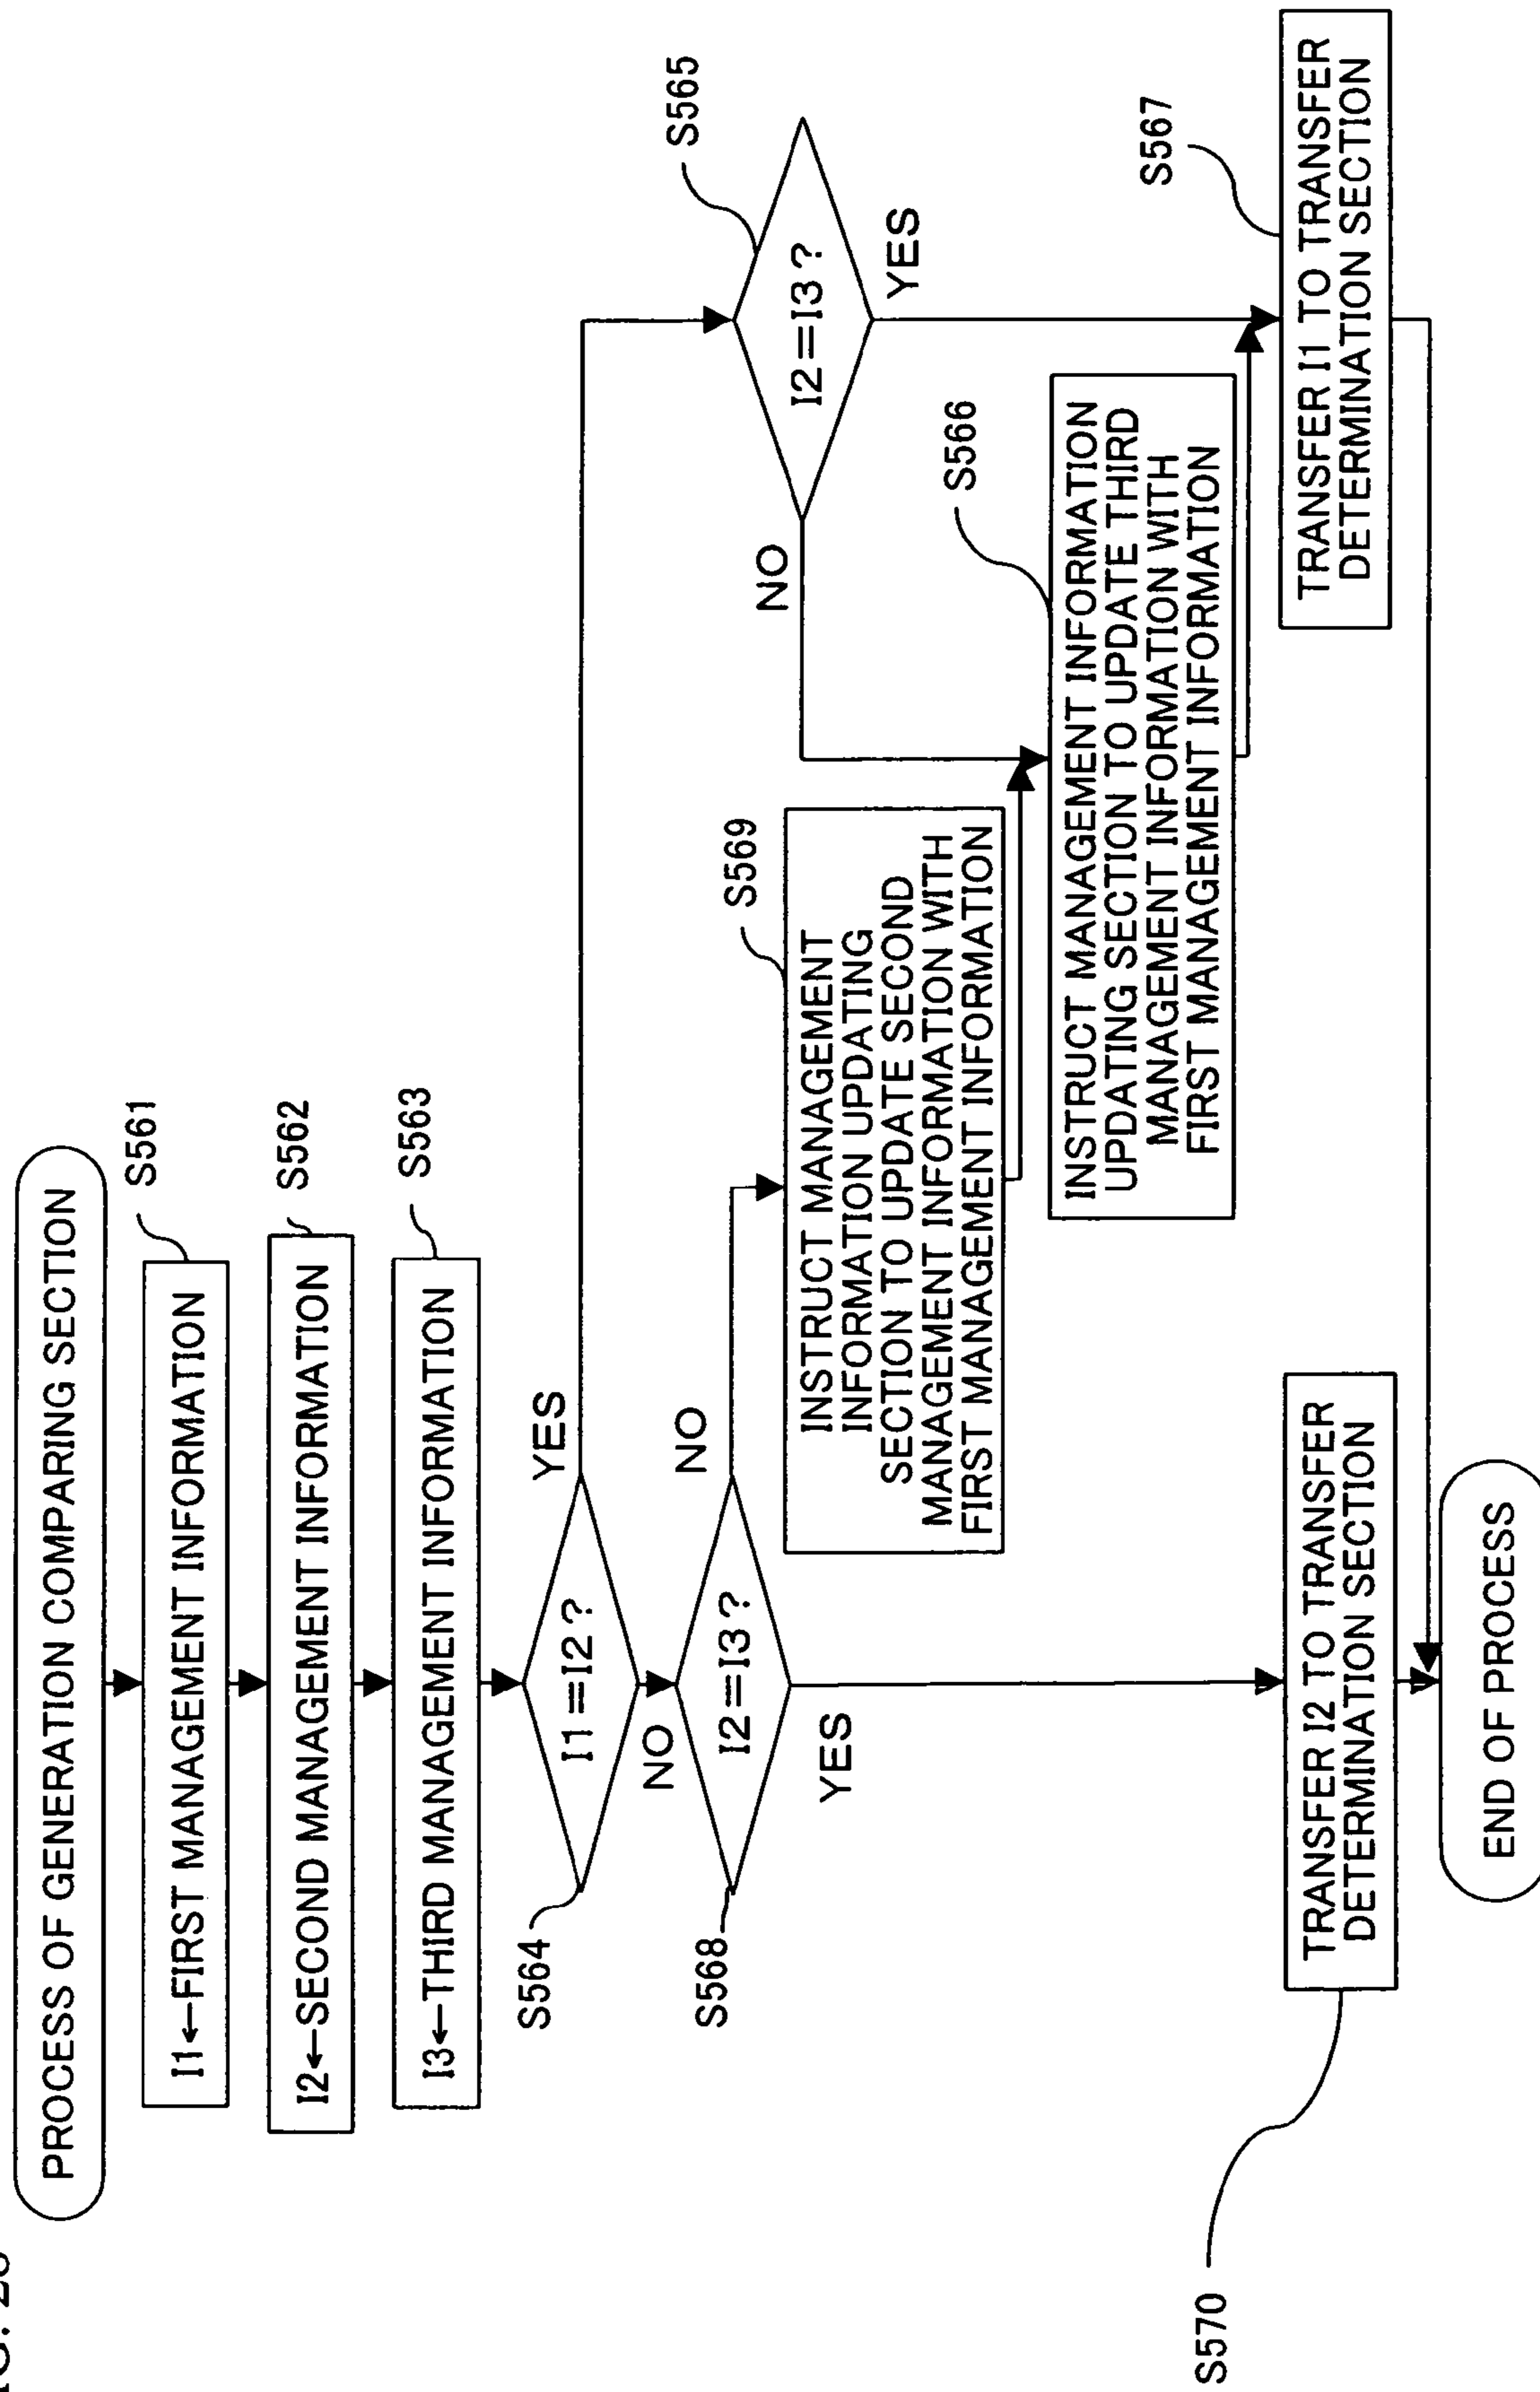 PROCESS OF GENERATION COMPARING SECTION
S561
I1←FIRST MANAGEMENT INFORMATION
S562
I2←SECOND MANAGEMENT INFORMATION
S563
I3←THIRD MANAGEMENT INFORMATION
S564
I1=I2?
YES
NO
S568
I2=I3?
NO
YES
S565
I2=I3?
NO
YES
S569
INSTRUCT MANAGEMENT
INFORMATION UPDATING
SECTION TO UPDATE SECOND
MANAGEMENT INFORMATION WITH
FIRST MANAGEMENT INFORMATION
S566
INSTRUCT MANAGEMENT INFORMATION
UPDATING SECTION TO UPDATE THIRD
MANAGEMENT INFORMATION WITH
FIRST MANAGEMENT INFORMATION
S567
TRANSFER I1 TO TRANSFER
DETERMINATION SECTION
S570
TRANSFER I2 TO TRANSFER
DETERMINATION SECTION
END OF PROCESS